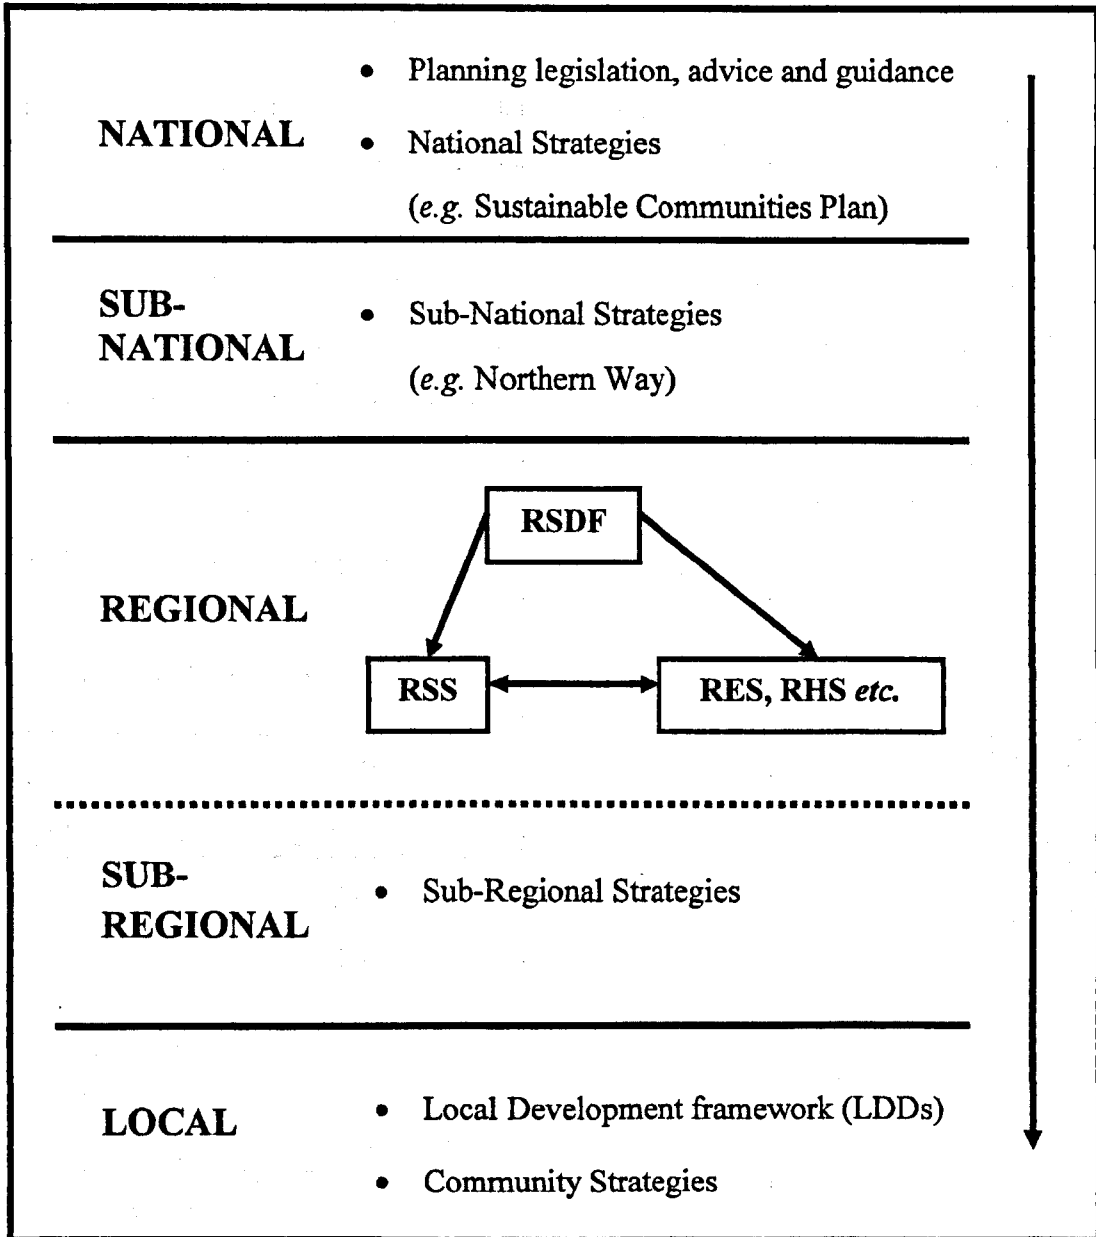 NATIONAL
• Planning legislation, advice and guidance
• National Strategies
(e.g. Sustainable Communities Plan)
SUB-
NATIONAL
• Sub-National Strategies
(e.g. Northern Way)
REGIONAL
RSDF
RSS
RES, RHS etc.
SUB-
REGIONAL
• Sub-Regional Strategies
LOCAL
• Local Development framework (LDDs)
• Community Strategies